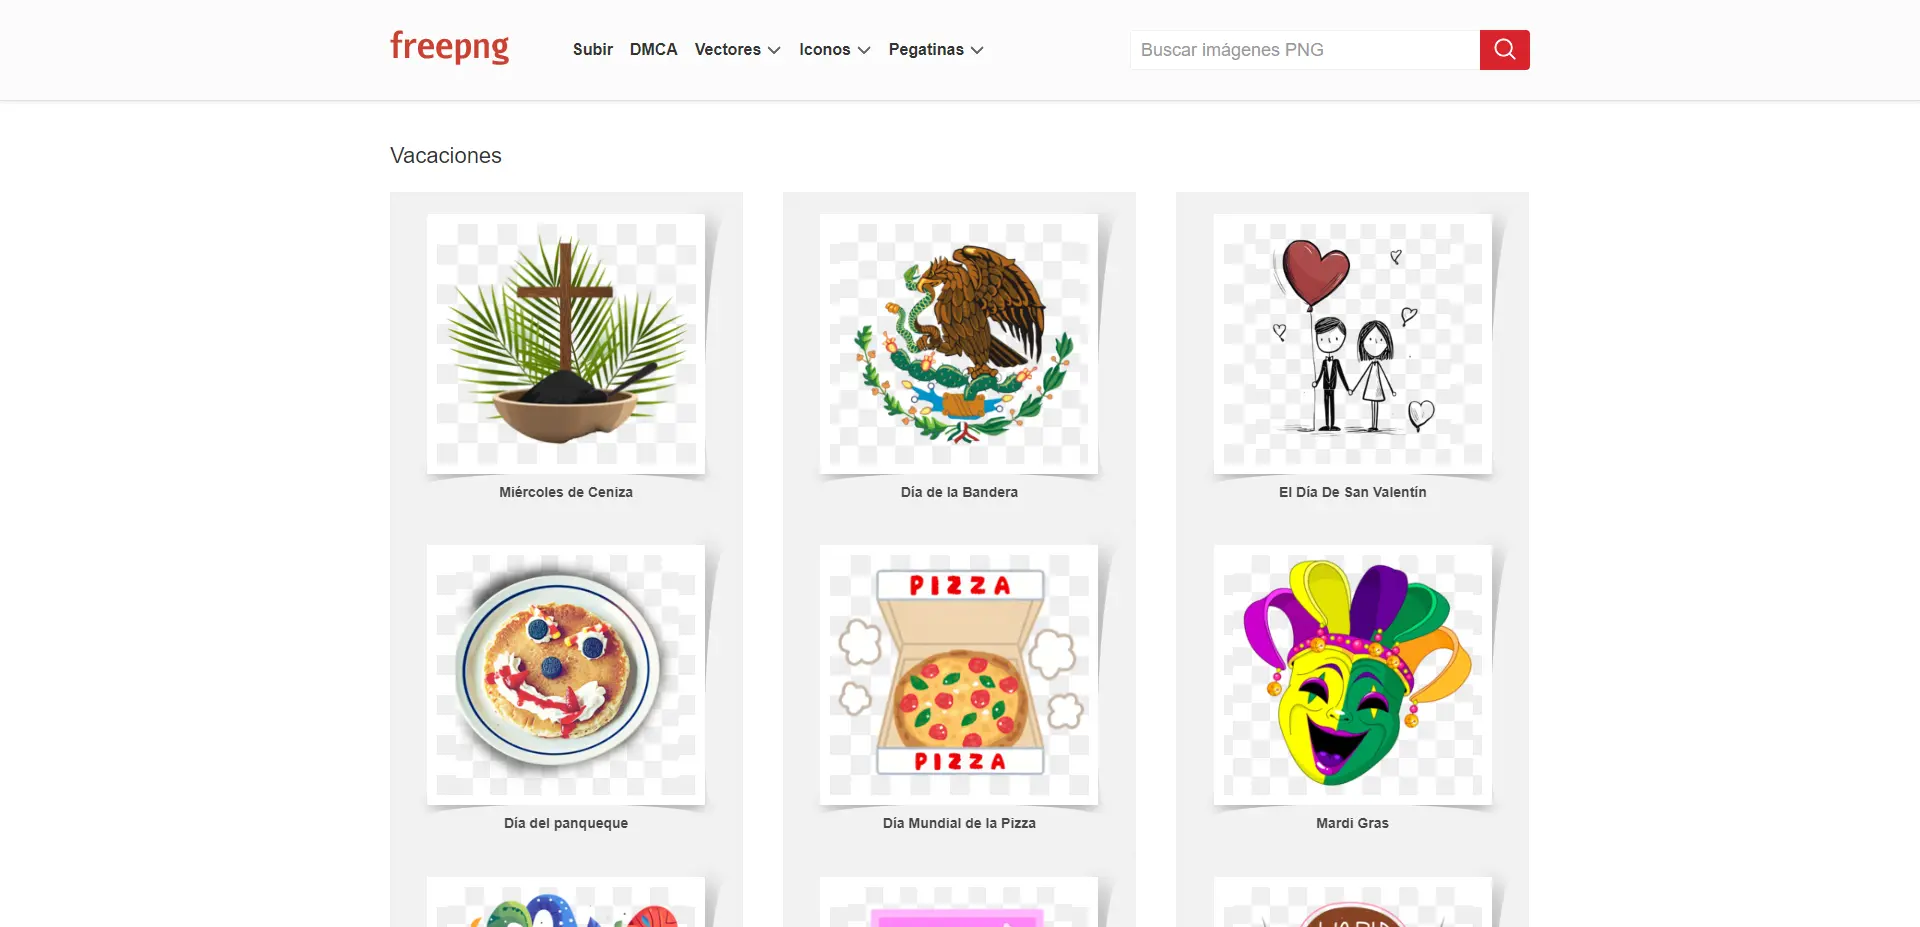 freepng
Subir DMCA Vectores Iconos Pegatinas
Buscar imágenes PNG
Vacaciones
Miércoles de Ceniza
Día de la Bandera
El Día De San Valentín
PIZZA
PIZZA
Día del panqueque
Día Mundial de la Pizza
Mardi Gras